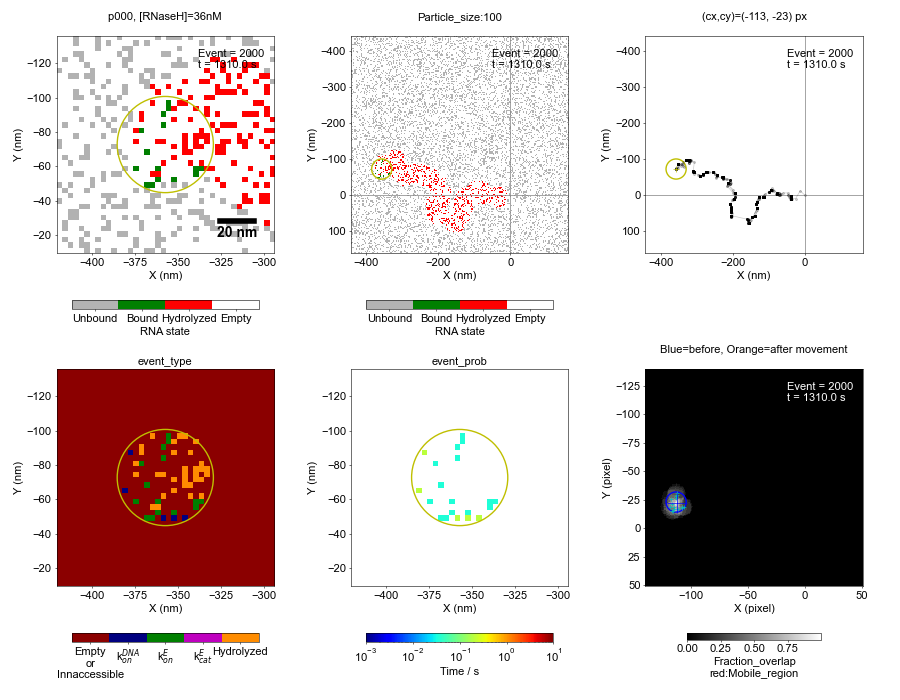 p000, [RNaseH]=36nM
Event = 2000
t = 1310.0 s
Y (nm)
−120
−100
−80
−60
−40
−20
20 nm
−400 −375 −350 −325 −300
X (nm)
Unbound Bound Hydrolyzed Empty
RNA state
Particle_size:100
Event = 2000
t = 1310.0 s
Y (nm)
−400
−300
−200
−100
0
100
−400 −200 0
X (nm)
Unbound Bound Hydrolyzed Empty
RNA state
(cx,cy)=(-113, -23) px
Event = 2000
t = 1310.0 s
Y (nm)
−400
−300
−200
−100
0
100
−400 −200 0
X (nm)
event_type
Y (nm)
−120
−100
−80
−60
−40
−20
−400 −375 −350 −325 −300
X (nm)
Empty
or
Innaccessible
k_{on}^{DNA} k_{on}^{E} k_{cat}^{E} Hydrolyzed
event_prob
Y (nm)
−120
−100
−80
−60
−40
−20
−400 −375 −350 −325 −300
X (nm)
10^{−3} 10^{−2} 10^{−1} 10^{0} 10^{1}
Time / s
Blue=before, Orange=after movement
Event = 2000
t = 1310.0 s
Y (pixel)
−125
−100
−75
−50
−25
0
25
50
−100 −50 0 50
X (pixel)
0.00 0.25 0.50 0.75
Fraction_overlap
red:Mobile_region